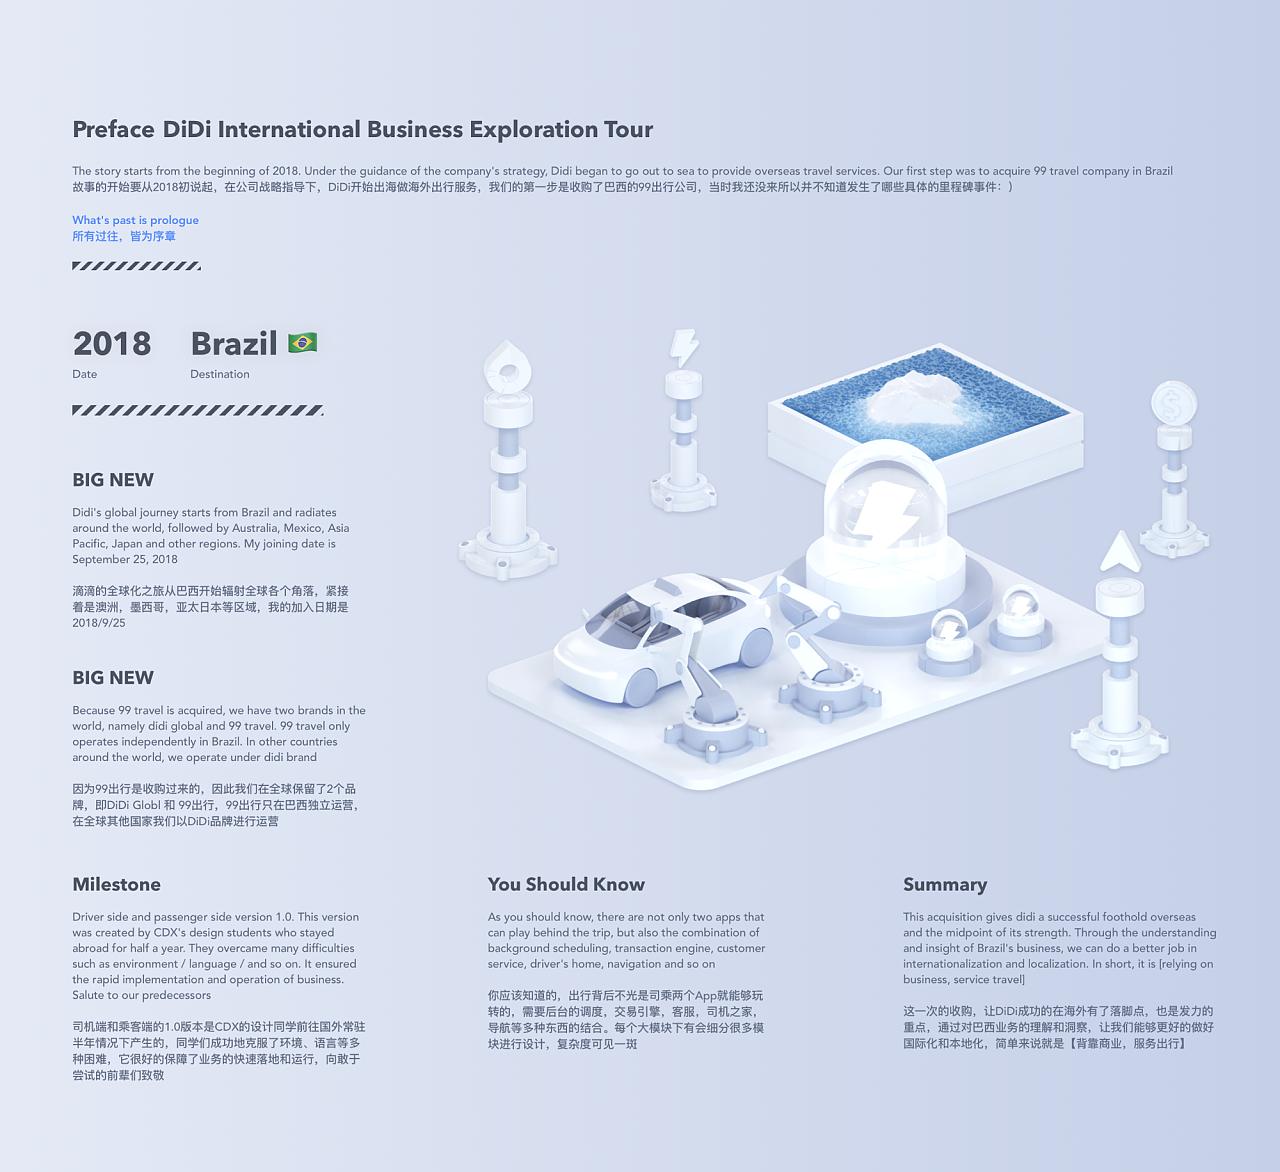 Preface DiDi International Business Exploration Tour
The story starts from the beginning of 2018. Under the guidance of the company's strategy, Didi began to go out to sea to provide overseas travel services. Our first step was to acquire 99 travel company in Brazil
故事的开始要从2018初说起，在公司战略指导下，DiDi开始出海做海外出行服务，我们的第一步是收购了巴西的99出行公司，当时我还没来所以并不知道发生了哪些具体的里程碑事件：）
What's past is prologue
所有过往，皆为序章
2018 Brazil 🇧🇷
Date Destination
BIG NEW
Didi's global journey starts from Brazil and radiates
around the world, followed by Australia, Mexico, Asia
Pacific, Japan and other regions. My joining date is
September 25, 2018
滴滴的全球化之旅从巴西开始辐射全球各个角落，紧接
着是澳洲，墨西哥，亚太日本等区域，我的加入日期是
2018/9/25
BIG NEW
Because 99 travel is acquired, we have two brands in the
world, namely didi global and 99 travel. 99 travel only
operates independently in Brazil. In other countries
around the world, we operate under didi brand
因为99出行是收购过来的，因此我们在全球保留了2个品
牌，即DiDi Globl 和 99出行，99出行只在巴西独立运营，
在全球其他国家我们以DiDi品牌进行运营
Milestone
Driver side and passenger side version 1.0. This version
was created by CDX's design students who stayed
abroad for half a year. They overcame many difficulties
such as environment / language / and so on. It ensured
the rapid implementation and operation of business.
Salute to our predecessors
司机端和乘客端的1.0版本是CDX的设计同学前往国外常驻
半年情况下产生的，同学们成功地克服了环境、语言等多
种困难，它很好的保障了业务的快速落地和运行，向敢于
尝试的前辈们致敬
You Should Know
As you should know, there are not only two apps that
can play behind the trip, but also the combination of
background scheduling, transaction engine, customer
service, driver's home, navigation and so on
你应该知道的，出行背后不光是司乘两个App就能够玩
转的，需要后台的调度，交易引擎，客服，司机之家，
导航等多种东西的结合。每个大模块下有会细分很多模
块进行设计，复杂度可见一斑
Summary
This acquisition gives didi a successful foothold overseas
and the midpoint of its strength. Through the understanding
and insight of Brazil's business, we can do a better job in
internationalization and localization. In short, it is [relying on
business, service travel]
这一次的收购，让DiDi成功的在海外有了落脚点，也是发力的
重点，通过对巴西业务的理解和洞察，让我们能够更好的做好
国际化和本地化，简单来说就是【背靠商业，服务出行】